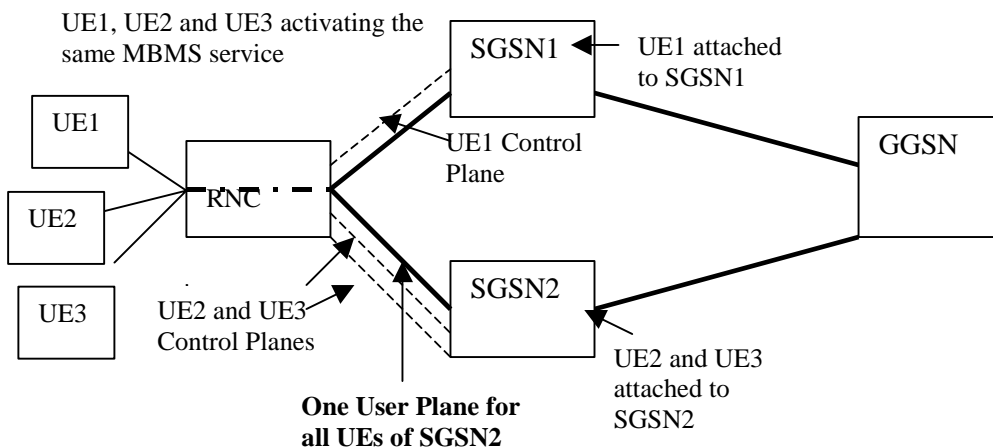 UE1, UE2 and UE3 activating the
same MBMS service
SGSN1
UE1 attached
to SGSN1
UE1
UE1 Control
Plane
GGSN
RNC
UE2
SGSN2
UE3
UE2 and UE3
Control Planes
UE2 and UE3
attached to
SGSN2
One User Plane for
all UEs of SGSN2